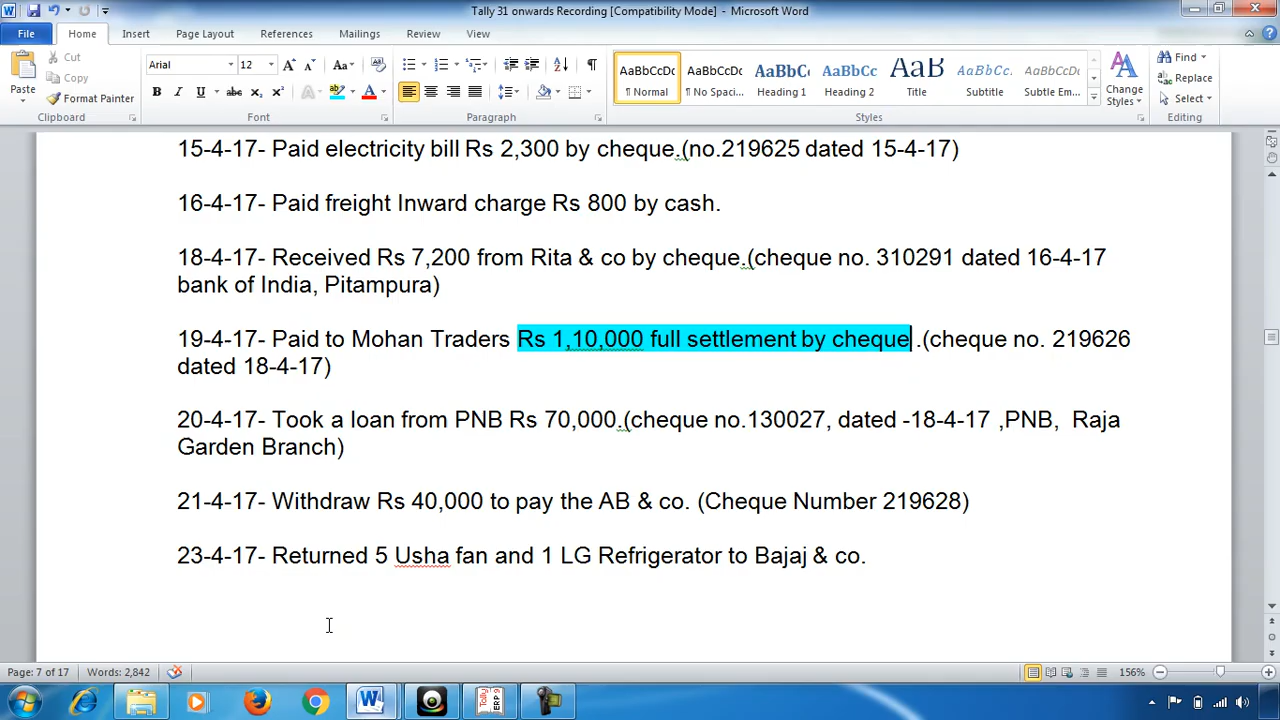 Tally 31 onwards Recording [Compatibility Mode] - Microsoft Word
File Home Insert Page Layout References Mailings Review View
Cut
Copy
Format Painter
Paste
Clipboard
Arial 12
Font
Paragraph
AaBbCcDc AaBbCcDc AaBbCc AaBbCc AaB AaBbCcL AaBbCcDc
¶ Normal ¶ No Spaci... Heading 1 Heading 2 Title Subtitle Subtle Em...
Styles
Change Styles
Find
Replace
Select
Editing
15-4-17- Paid electricity bill Rs 2,300 by cheque.(no.219625 dated 15-4-17)
16-4-17- Paid freight Inward charge Rs 800 by cash.
18-4-17- Received Rs 7,200 from Rita & co by cheque.(cheque no. 310291 dated 16-4-17
bank of India, Pitampura)
19-4-17- Paid to Mohan Traders Rs 1,10,000 full settlement by cheque .(cheque no. 219626
dated 18-4-17)
20-4-17- Took a loan from PNB Rs 70,000.(cheque no.130027, dated -18-4-17 ,PNB, Raja
Garden Branch)
21-4-17- Withdraw Rs 40,000 to pay the AB & co. (Cheque Number 219628)
23-4-17- Returned 5 Usha fan and 1 LG Refrigerator to Bajaj & co.
Page: 7 of 17 Words: 2,842 156%
Tally ERP 9